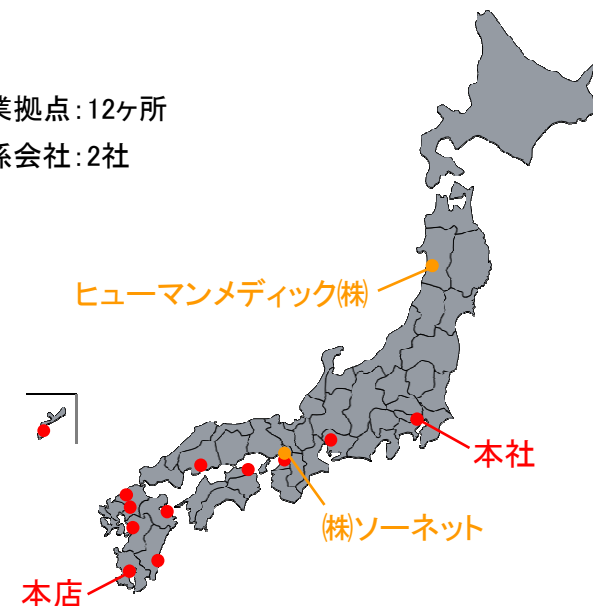 業拠点：12ヶ所
係会社：2社
ヒューマンメディック㈱
本社
㈱ソーネット
本店